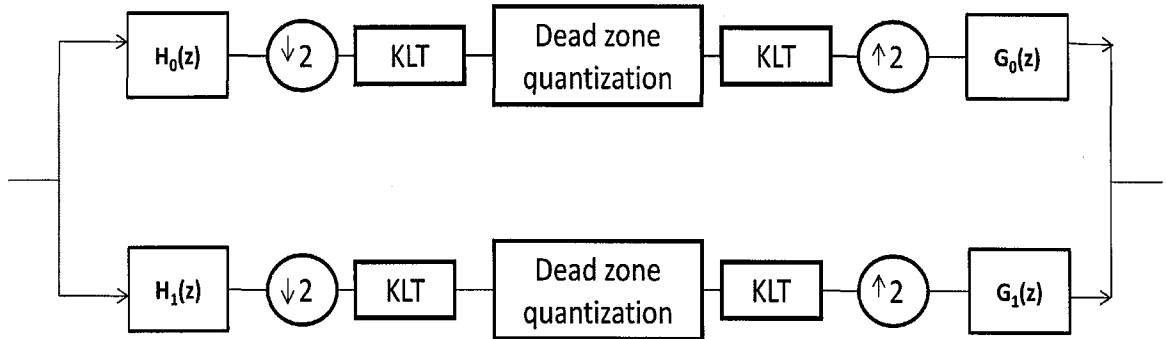 H₀(z) ↓2 KLT Dead zone quantization KLT ↑2 G₀(z)
H₁(z) ↓2 KLT Dead zone quantization KLT ↑2 G₁(z)